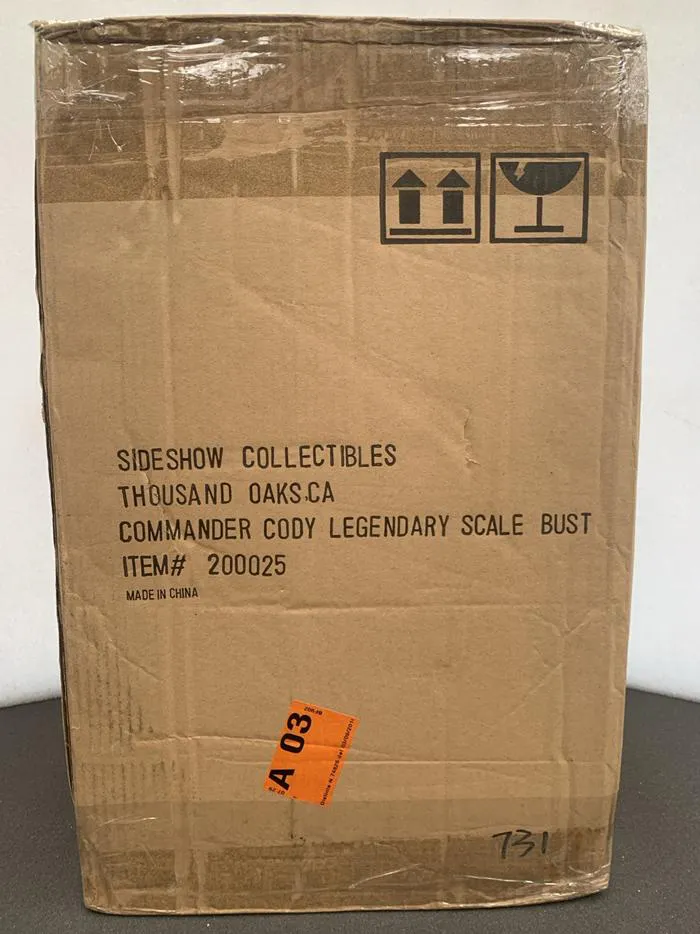 SIDESHOW COLLECTIBLES
THOUSAND OAKS,CA
COMMANDER CODY LEGENDARY SCALE BUST
ITEM# 200025
MADE IN CHINA
A 03
731